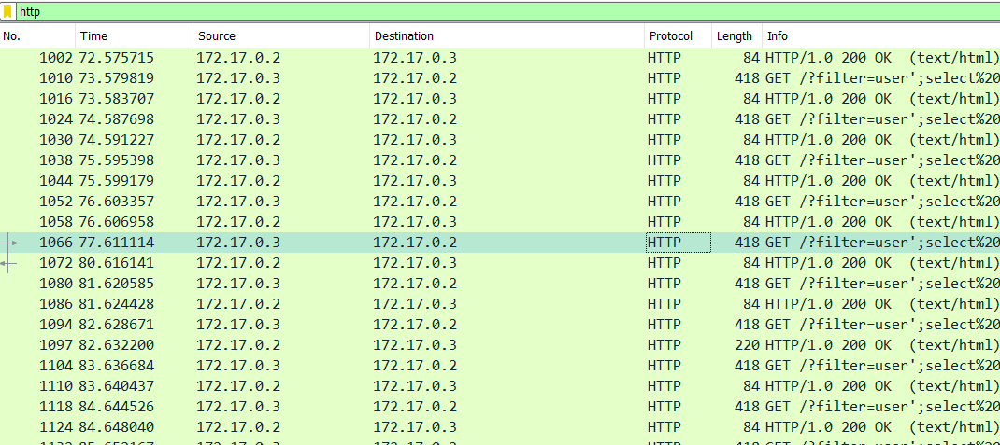 http
No. Time Source Destination Protocol Length Info
1002 72.575715 172.17.0.2 172.17.0.3 HTTP 84 HTTP/1.0 200 OK (text/html)
1010 73.579819 172.17.0.3 172.17.0.2 HTTP 418 GET /?filter=user';select%20
1016 73.583707 172.17.0.2 172.17.0.3 HTTP 84 HTTP/1.0 200 OK (text/html)
1024 74.587698 172.17.0.3 172.17.0.2 HTTP 418 GET /?filter=user';select%20
1030 74.591227 172.17.0.2 172.17.0.3 HTTP 84 HTTP/1.0 200 OK (text/html)
1038 75.595398 172.17.0.3 172.17.0.2 HTTP 418 GET /?filter=user';select%20
1044 75.599179 172.17.0.2 172.17.0.3 HTTP 84 HTTP/1.0 200 OK (text/html)
1052 76.603357 172.17.0.3 172.17.0.2 HTTP 418 GET /?filter=user';select%20
1058 76.606958 172.17.0.2 172.17.0.3 HTTP 84 HTTP/1.0 200 OK (text/html)
1066 77.611114 172.17.0.3 172.17.0.2 HTTP 418 GET /?filter=user';select%20
1072 80.616141 172.17.0.2 172.17.0.3 HTTP 84 HTTP/1.0 200 OK (text/html)
1080 81.620585 172.17.0.3 172.17.0.2 HTTP 418 GET /?filter=user';select%20
1086 81.624428 172.17.0.2 172.17.0.3 HTTP 84 HTTP/1.0 200 OK (text/html)
1094 82.628671 172.17.0.3 172.17.0.2 HTTP 418 GET /?filter=user';select%20
1097 82.632200 172.17.0.2 172.17.0.3 HTTP 220 HTTP/1.0 200 OK (text/html)
1104 83.636684 172.17.0.3 172.17.0.2 HTTP 418 GET /?filter=user';select%20
1110 83.640437 172.17.0.2 172.17.0.3 HTTP 84 HTTP/1.0 200 OK (text/html)
1118 84.644526 172.17.0.3 172.17.0.2 HTTP 418 GET /?filter=user';select%20
1124 84.648040 172.17.0.2 172.17.0.3 HTTP 84 HTTP/1.0 200 OK (text/html)